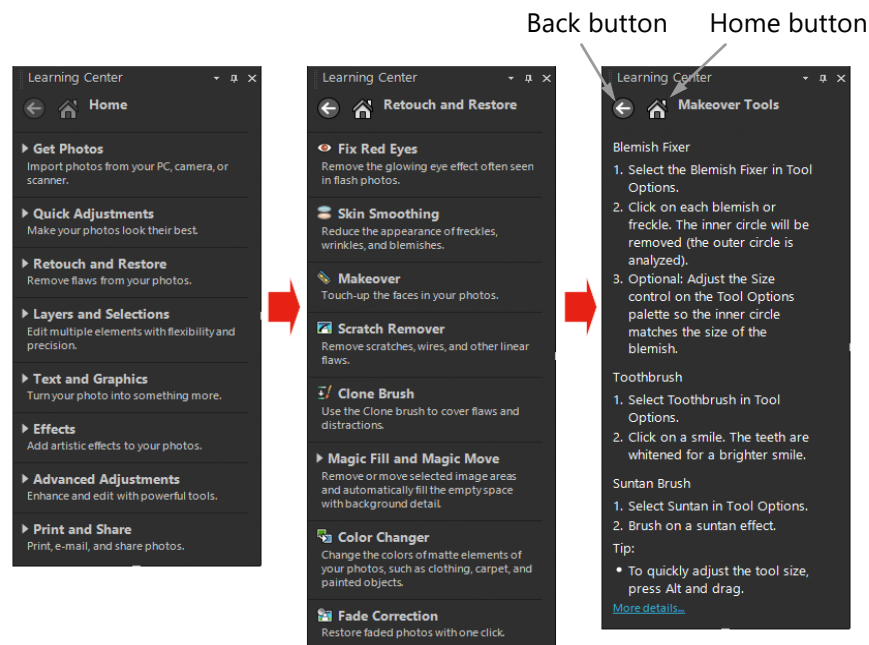 Back button Home button
Learning Center
Home
Get Photos
Import photos from your PC, camera, or
scanner.
Quick Adjustments
Make your photos look their best.
Retouch and Restore
Remove flaws from your photos.
Layers and Selections
Edit multiple elements with flexibility and
precision.
Text and Graphics
Turn your photo into something more.
Effects
Add artistic effects to your photos.
Advanced Adjustments
Enhance and edit with powerful tools.
Print and Share
Print, e-mail, and share photos.
Learning Center
Retouch and Restore
Fix Red Eyes
Remove the glowing eye effect often seen
in flash photos.
Skin Smoothing
Reduce the appearance of freckles,
wrinkles, and blemishes.
Makeover
Touch-up the faces in your photos.
Scratch Remover
Remove scratches, wires, and other linear
flaws.
Clone Brush
Use the Clone brush to cover flaws and
distractions.
Magic Fill and Magic Move
Remove or move selected image areas
and automatically fill the empty space
with background detail.
Color Changer
Change the colors of matte elements of
your photos, such as clothing, carpet, and
painted objects.
Fade Correction
Restore faded photos with one click.
Learning Center
Makeover Tools
Blemish Fixer
1. Select the Blemish Fixer in Tool
Options.
2. Click on each blemish or
freckle. The inner circle will be
removed (the outer circle is
analyzed).
3. Optional: Adjust the Size
control on the Tool Options
palette so the inner circle
matches the size of the
blemish.
Toothbrush
1. Select Toothbrush in Tool
Options.
2. Click on a smile. The teeth are
whitened for a brighter smile.
Suntan Brush
1. Select Suntan in Tool Options.
2. Brush on a suntan effect.
Tip:
• To quickly adjust the tool size,
press Alt and drag.
More details...